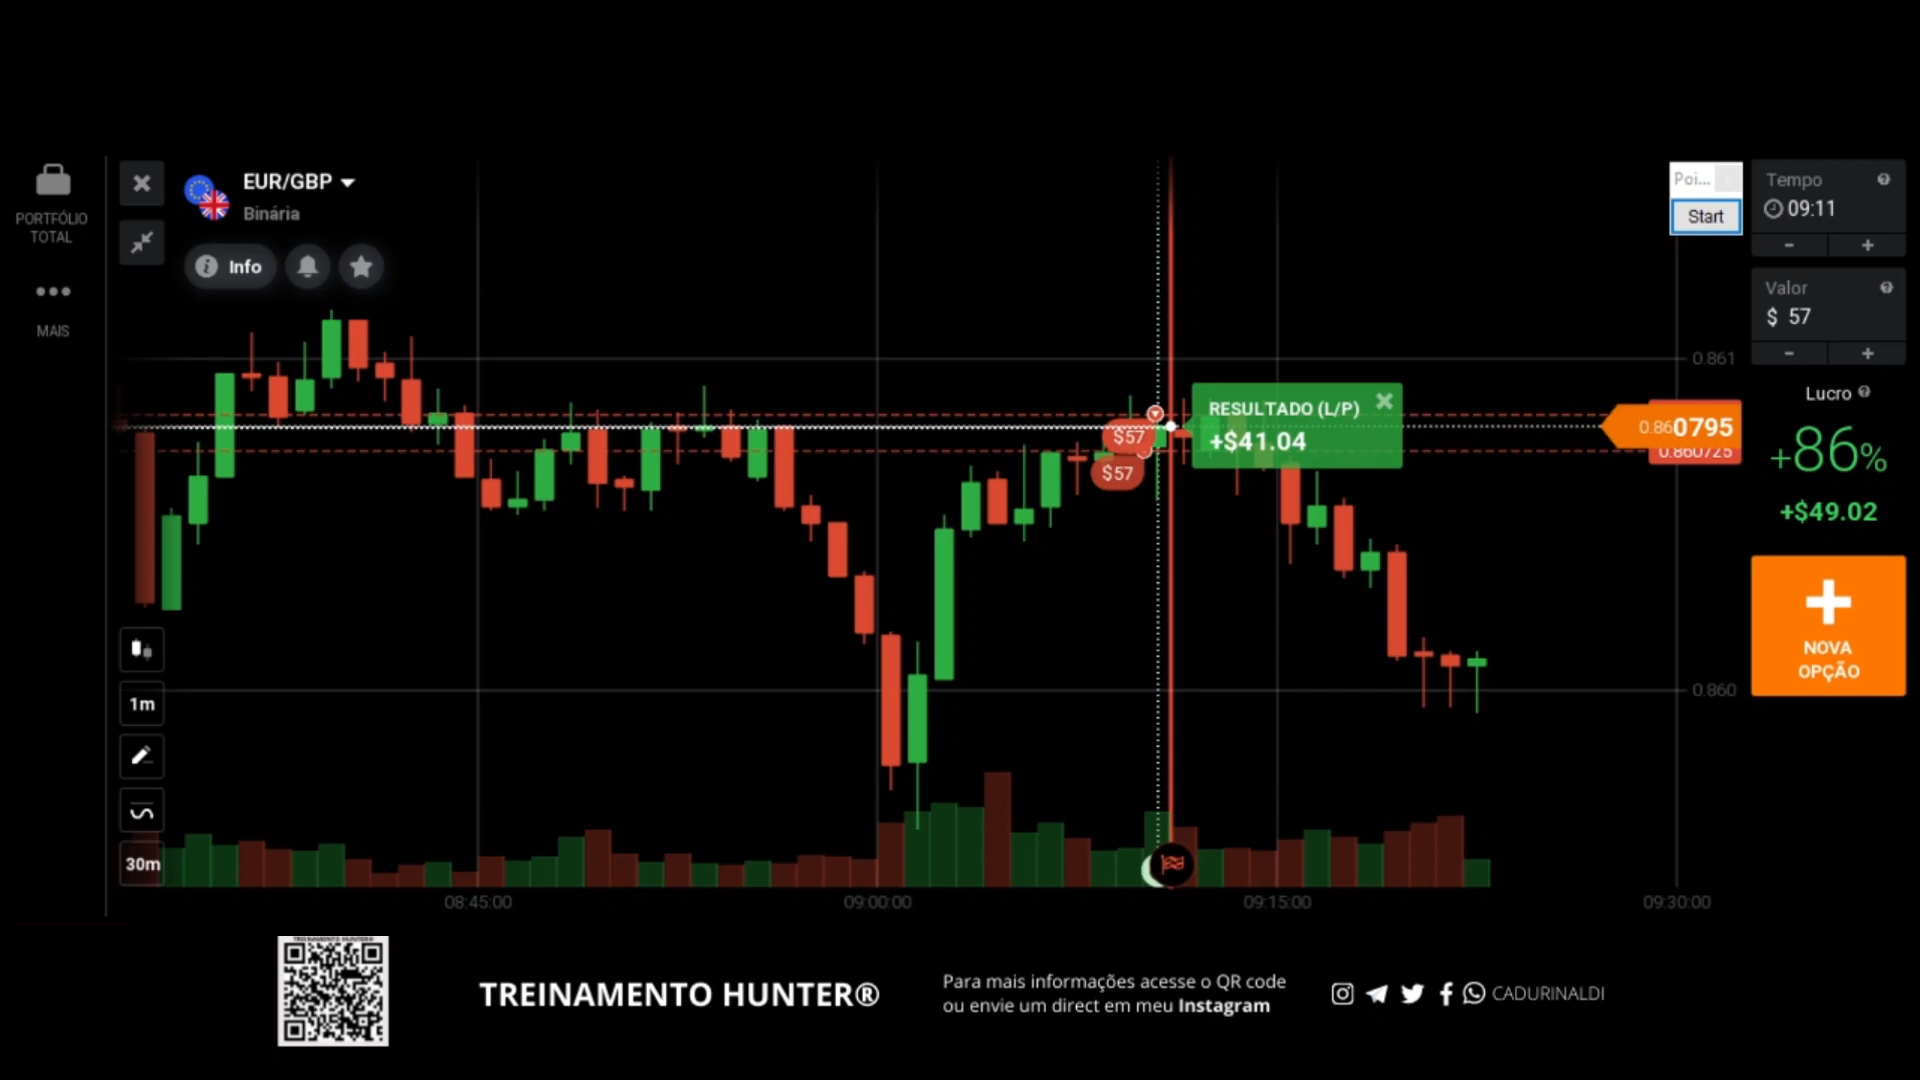 PORTFÓLIO
TOTAL
MAIS
EUR/GBP
Binária
Info
1m
30m
$57
$57
RESULTADO (L/P)
+$41.04
Poi...
Start
Tempo
09:11
- +
Valor
$ 57
- +
0.861
0.860795
0.860725
0.860
Lucro
+86%
+$49.02
NOVA
OPÇÃO
08:45:00 09:00:00 09:15:00 09:30:00
TREINAMENTO HUNTER®
Para mais informações acesse o QR code
ou envie um direct em meu Instagram
CADURINALDI